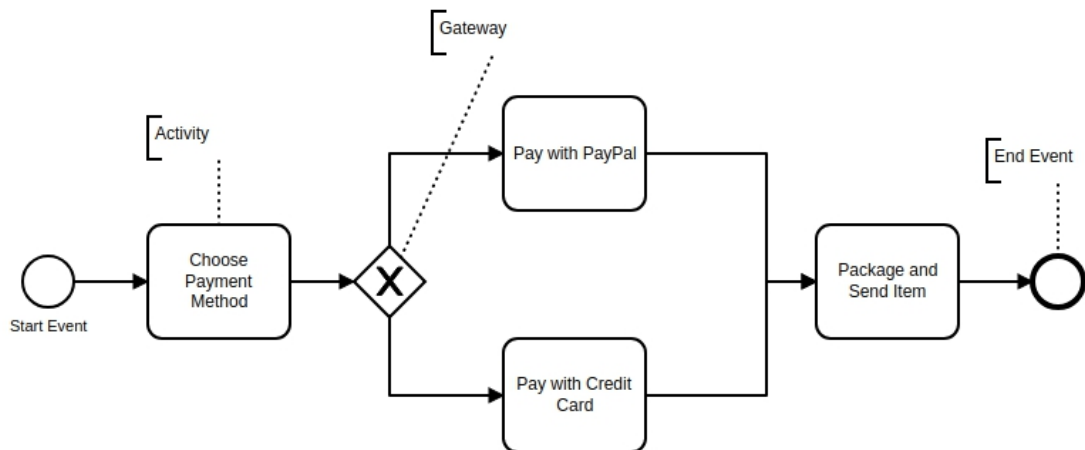 Gateway
Activity
Pay with PayPal
End Event
Choose
Payment
Method
X
Package and
Send Item
Start Event
Pay with Credit
Card